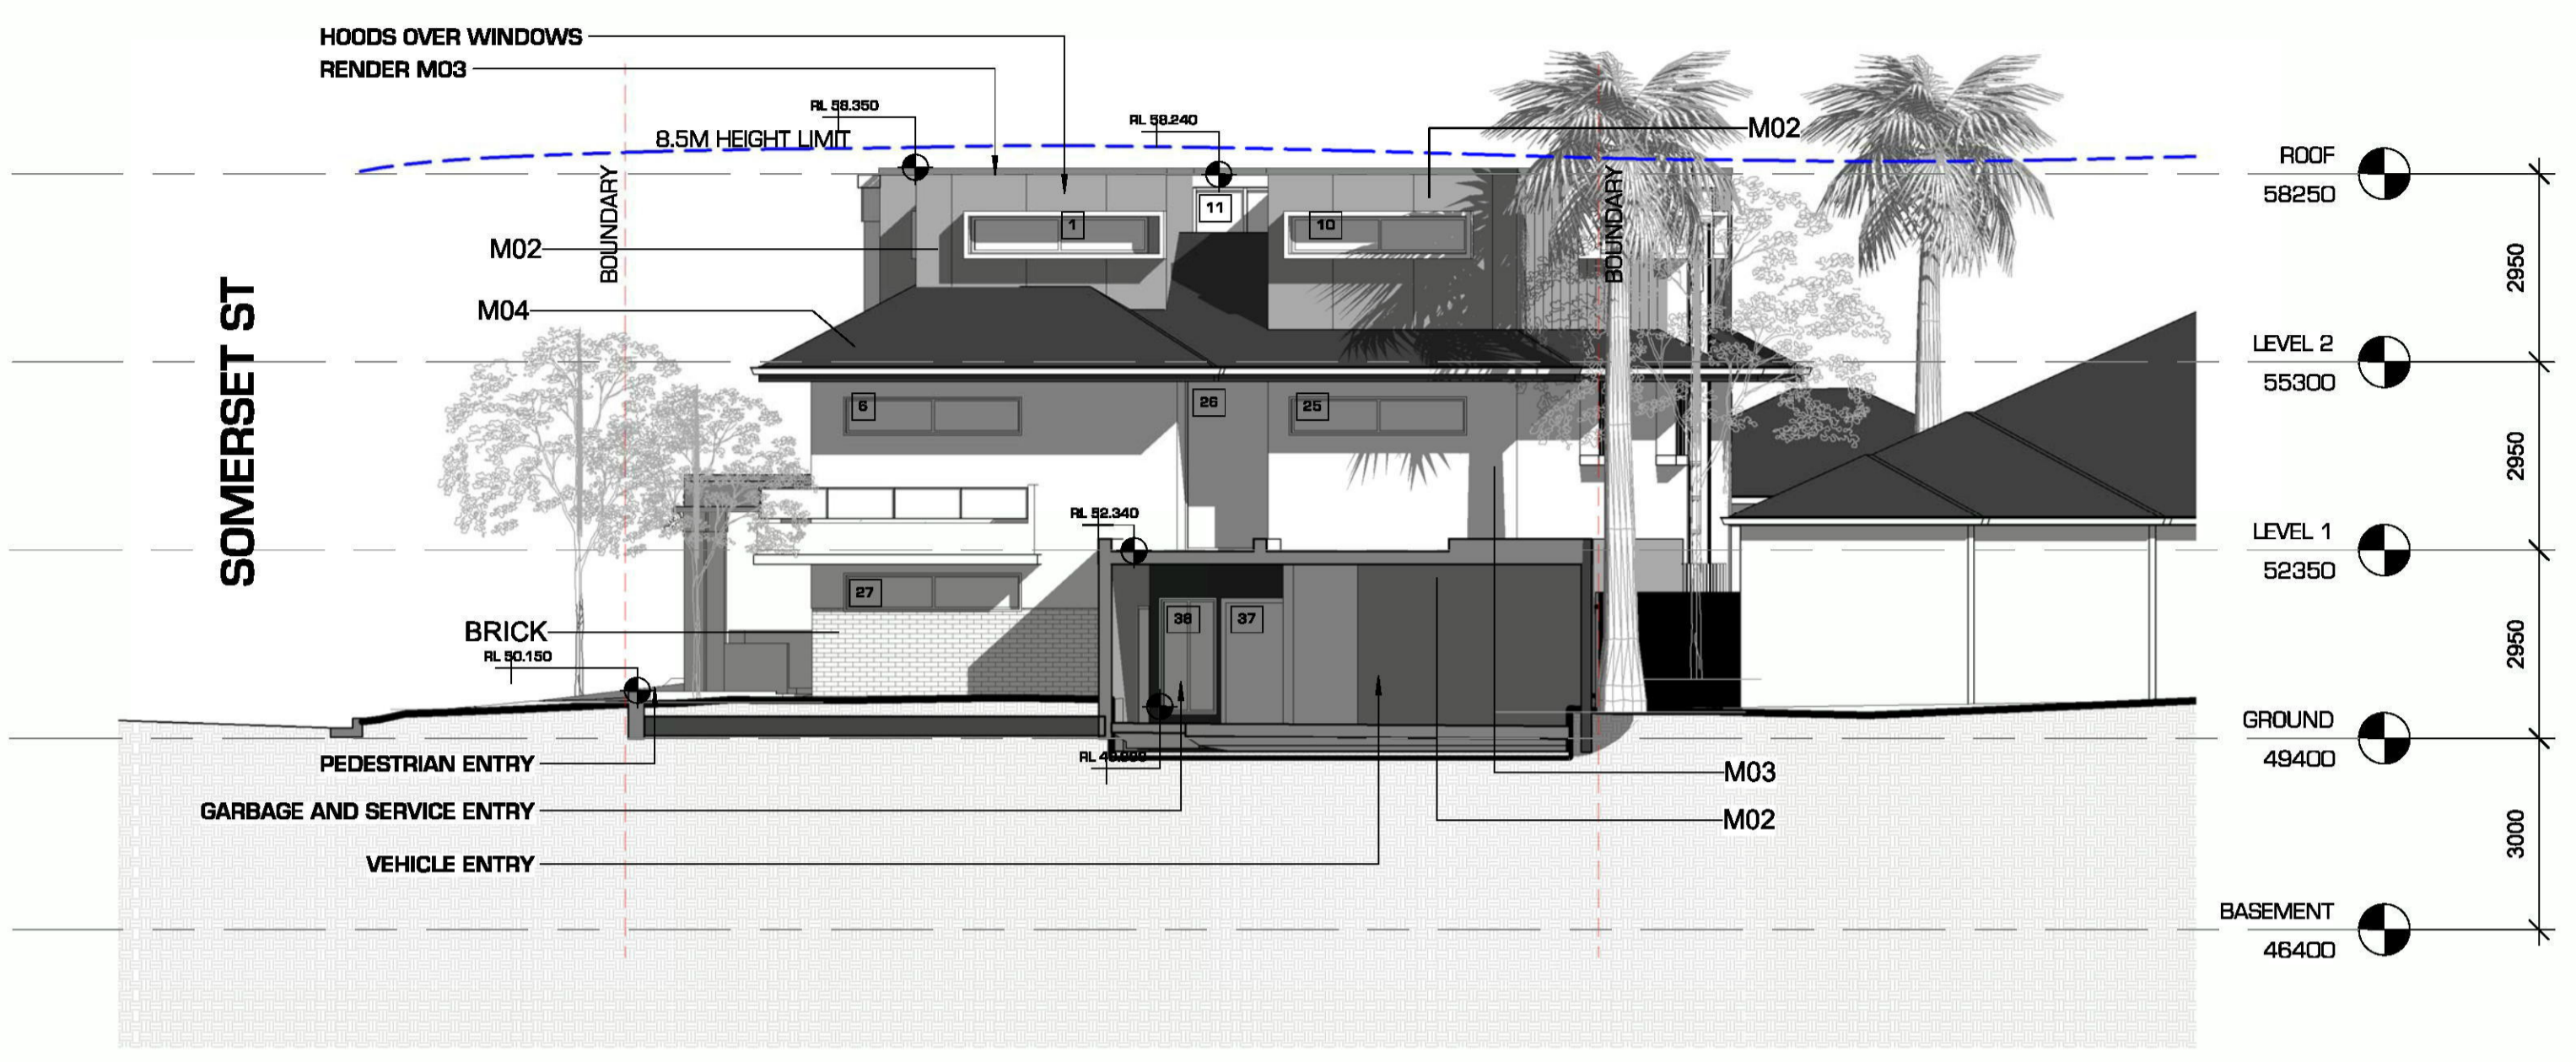 HOODS OVER WINDOWS
RENDER M03
RL 58.350
RL 58.240
8.5M HEIGHT LIMIT
M02
BOUNDARY
BOUNDARY
ROOF
58250
1
11
10
M02
2950
M04
SOMERSET ST
LEVEL 2
55300
6
26
25
2950
RL 52.340
LEVEL 1
52350
27
38
37
BRICK
RL 50.150
2950
GROUND
49400
PEDESTRIAN ENTRY
RL
M03
GARBAGE AND SERVICE ENTRY
M02
3000
VEHICLE ENTRY
BASEMENT
46400